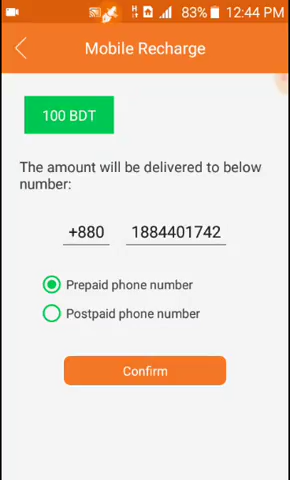 83% 12:44 PM
Mobile Recharge
100 BDT
The amount will be delivered to below
number:
+880 1884401742
Prepaid phone number
Postpaid phone number
Confirm